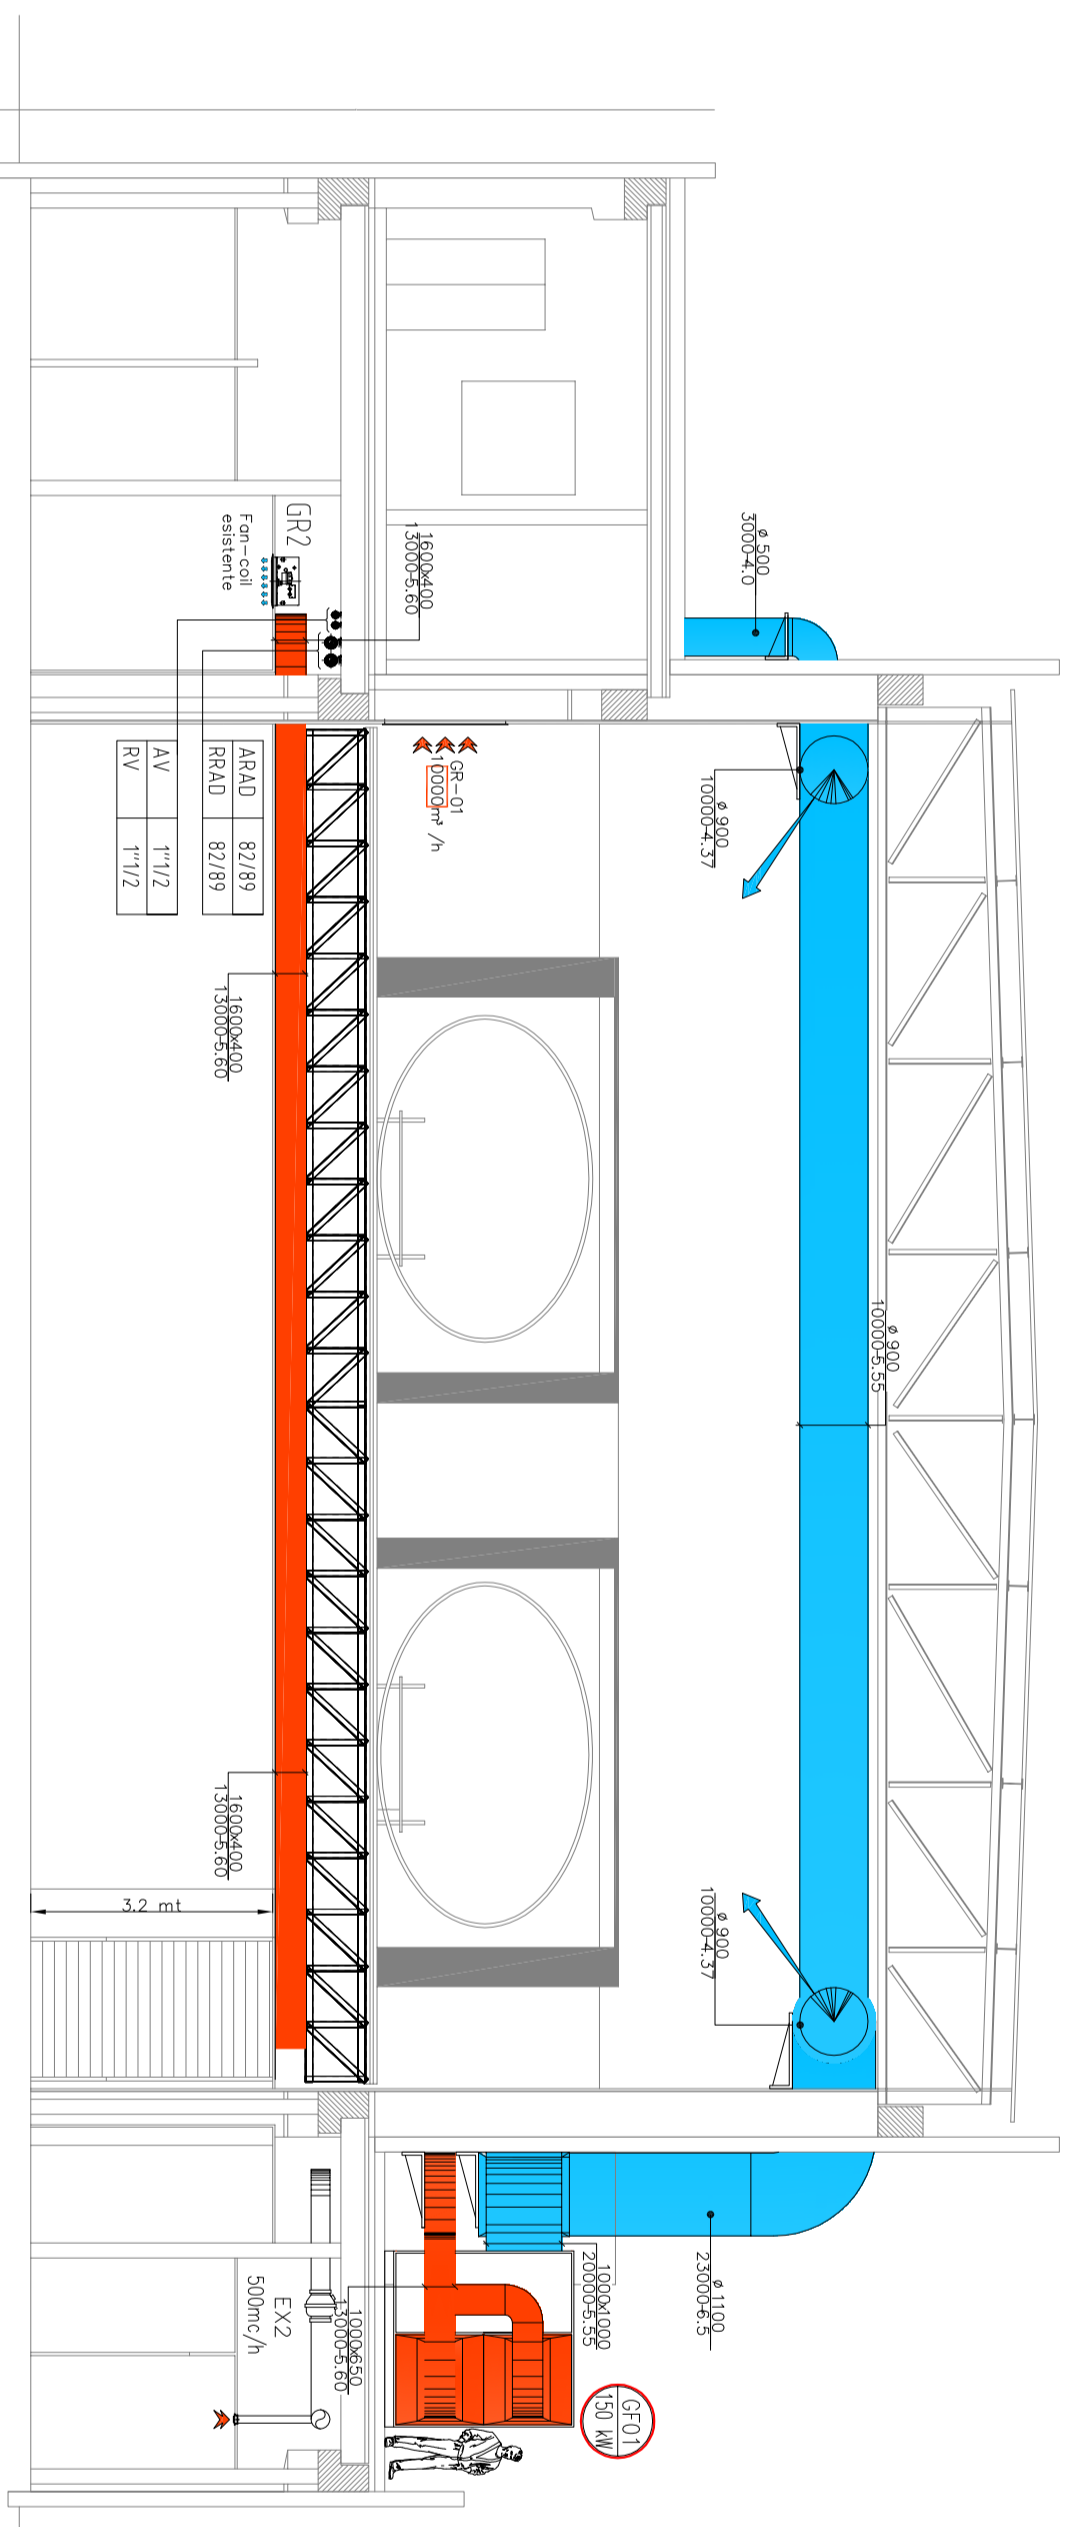 ø 500
3000-4.0
1600x400
13000-5.60
GR2
Fan-coil
esistente
ARAD 82/89
RRAD 82/89
AV 1"1/2
RV 1"1/2
GR-01
10000m³ /h
ø 900
10000-4.37
1600x400
13000-5.60
ø 900
10000-5.55
1600x400
13000-5.60
3.2 mt
ø 900
10000-4.37
ø 1100
23000-6.5
1000x1000
20000-5.55
1000x650
13000-5.60
EX2
500mc/h
GF01
150 kW